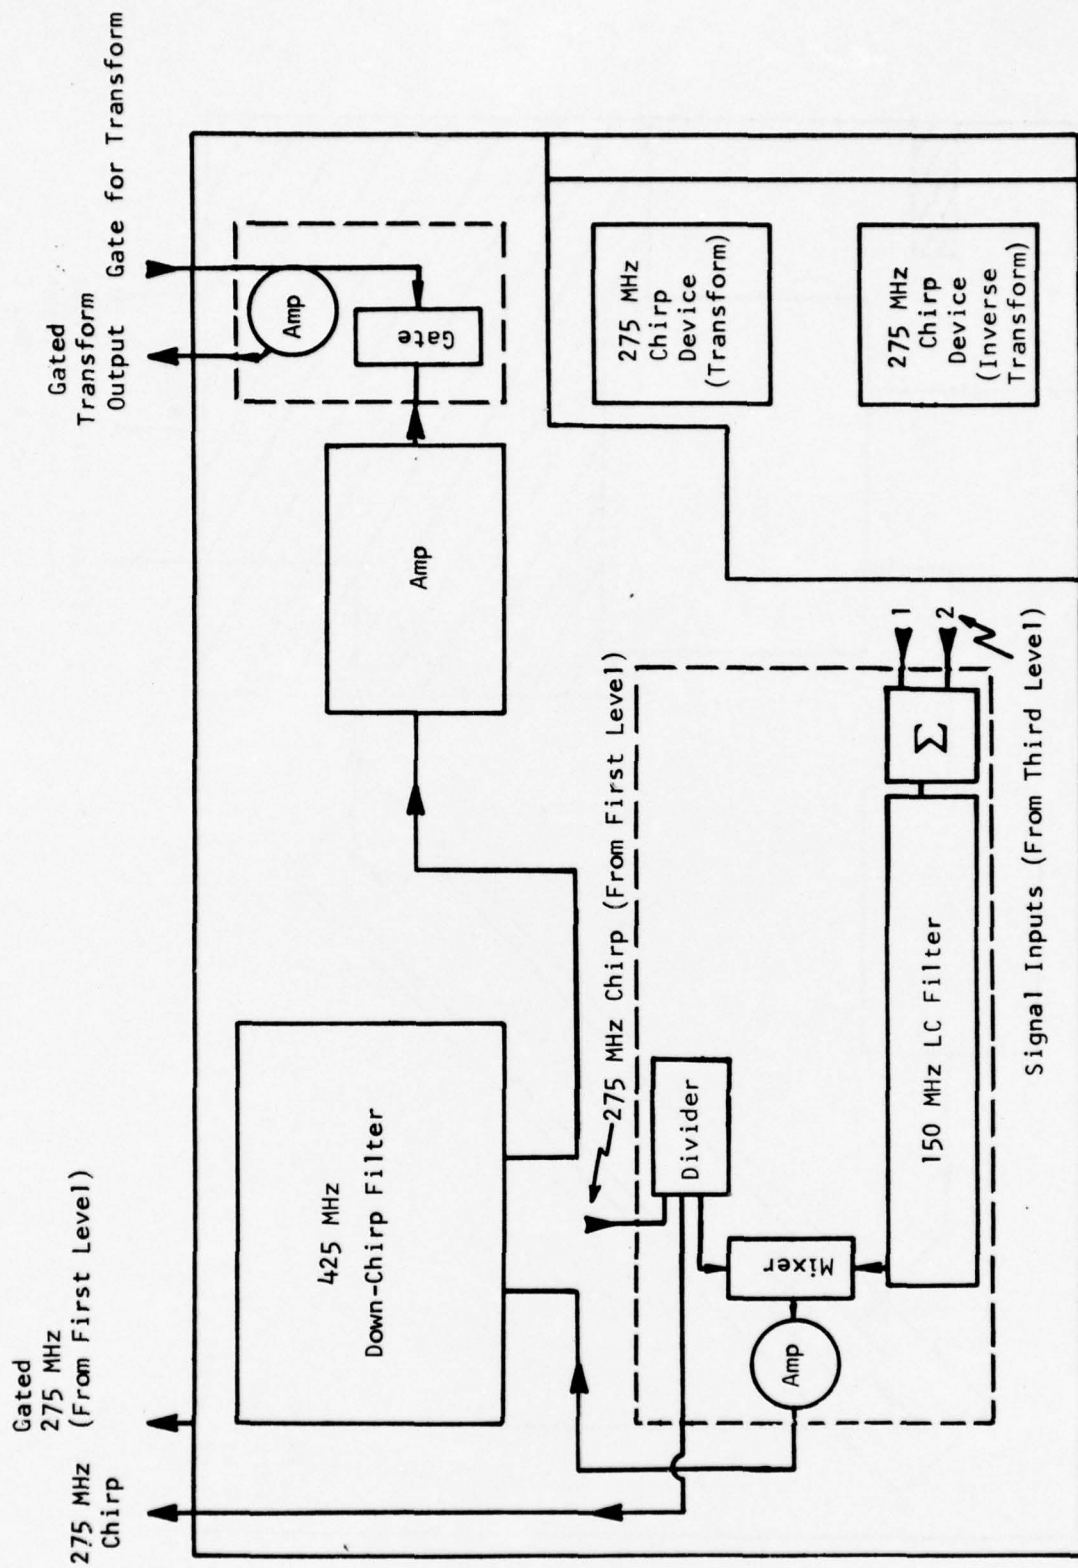 Gated
275 MHz
(From First Level)
275 MHz
Chirp
Gated
Transform
Output
Gate for Transform
425 MHz
Down-Chirp Filter
Amp
Amp
Gate
275 MHz Chirp (From First Level)
Divider
Mixer
Amp
150 MHz LC Filter
Σ
1
2
Signal Inputs (From Third Level)
275 MHz
Chirp
Device
(Transform)
275 MHz
Chirp
Device
(Inverse
Transform)